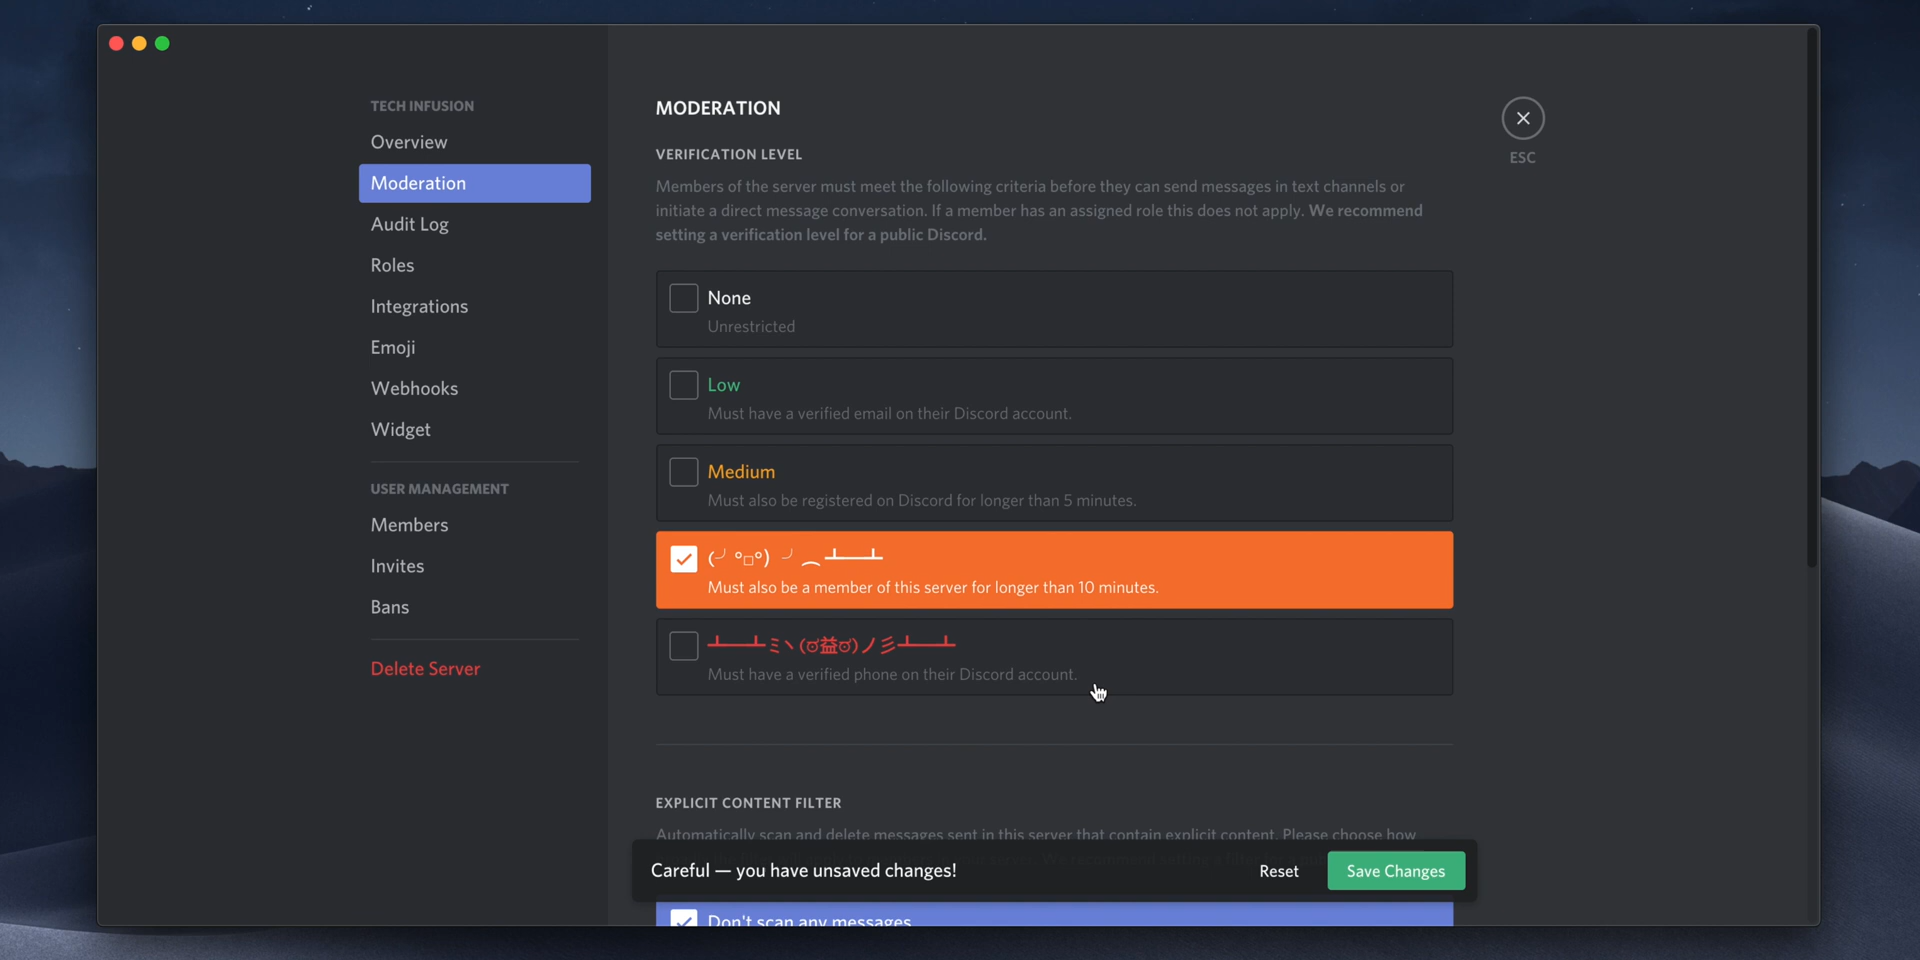 TECH INFUSION
Overview
Moderation
Audit Log
Roles
Integrations
Emoji
Webhooks
Widget
USER MANAGEMENT
Members
Invites
Bans
Delete Server
MODERATION
VERIFICATION LEVEL
Members of the server must meet the following criteria before they can send messages in text channels or
initiate a direct message conversation. If a member has an assigned role this does not apply. We recommend
setting a verification level for a public Discord.
None
Unrestricted
Low
Must have a verified email on their Discord account.
Medium
Must also be registered on Discord for longer than 5 minutes.
(╯°□°)╯︵ ┻━┻
Must also be a member of this server for longer than 10 minutes.
┻━┻ミヽ(ಠ益ಠ)ノ彡┻━┻
Must have a verified phone on their Discord account.
ESC
EXPLICIT CONTENT FILTER
Automatically scan and delete messages sent in this server that contain explicit content. Please choose how
Careful — you have unsaved changes!
Reset
Save Changes
Don't scan any messages